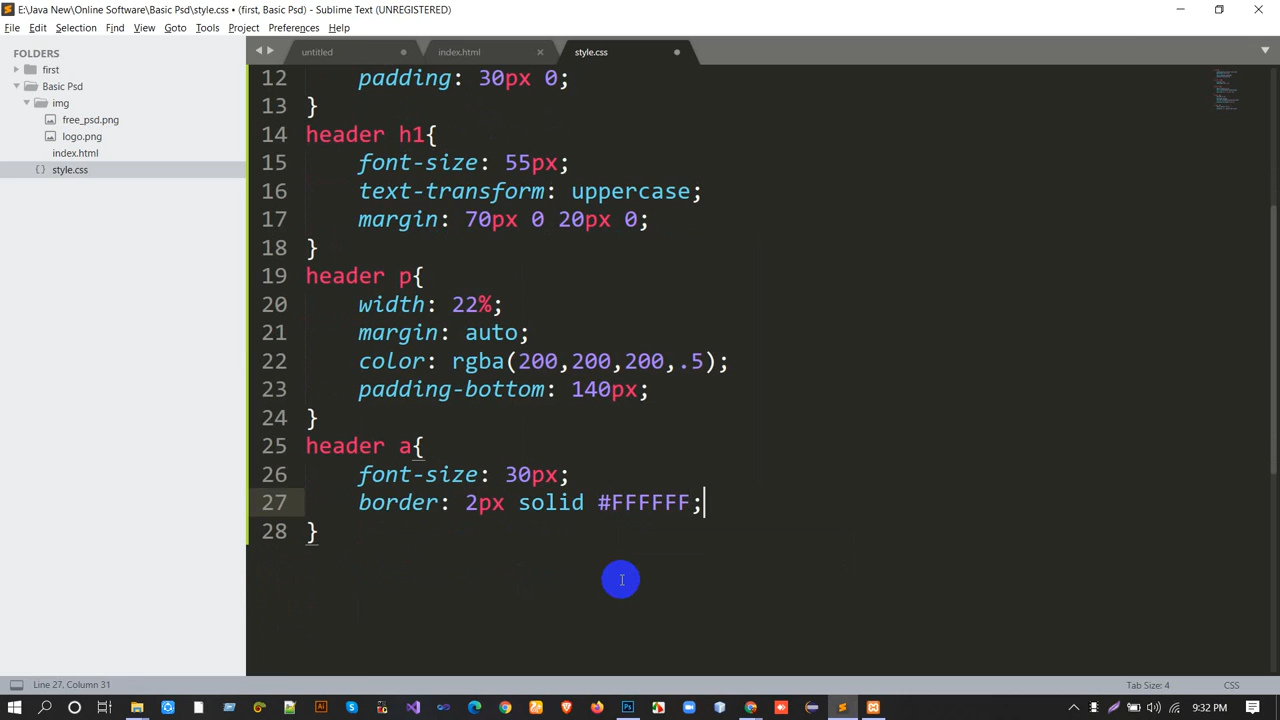 E:\Java New\Online Software\Basic Psd\style.css • (first, Basic Psd) - Sublime Text (UNREGISTERED)
File Edit Selection Find View Goto Tools Project Preferences Help
FOLDERS
first
Basic Psd
img
free_psd.png
logo.png
index.html
style.css
untitled index.html style.css
12 padding: 30px 0;
13 }
14 header h1{
15 font-size: 55px;
16 text-transform: uppercase;
17 margin: 70px 0 20px 0;
18 }
19 header p{
20 width: 22%;
21 margin: auto;
22 color: rgba(200,200,200,.5);
23 padding-bottom: 140px;
24 }
25 header a{
26 font-size: 30px;
27 border: 2px solid #FFFFFF;
28 }
Line 27, Column 31 Tab Size: 4 CSS
9:32 PM